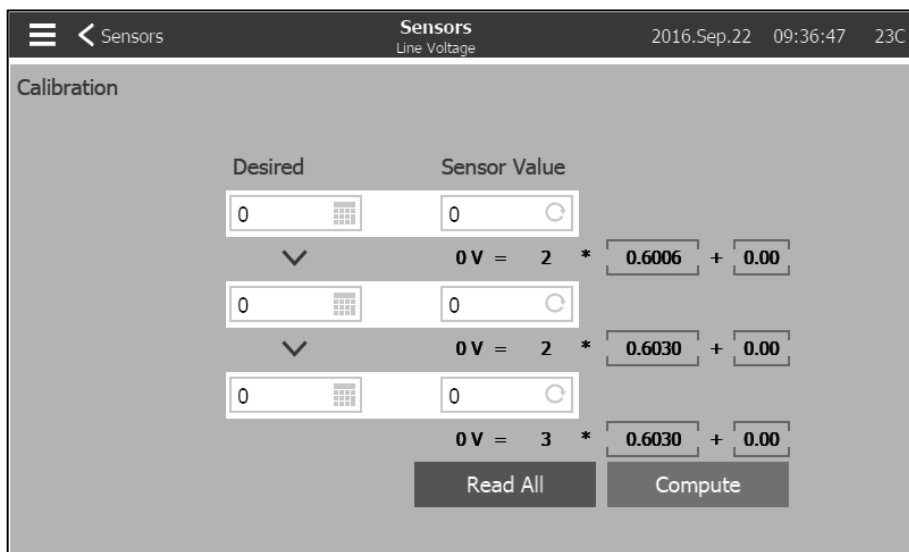 Sensors Sensors 2016.Sep.22 09:36:47 23C
Line Voltage
Calibration
Desired Sensor Value
0 0
0 V = 2 * 0.6006 + 0.00
0 0
0 V = 2 * 0.6030 + 0.00
0 0
0 V = 3 * 0.6030 + 0.00
Read All Compute